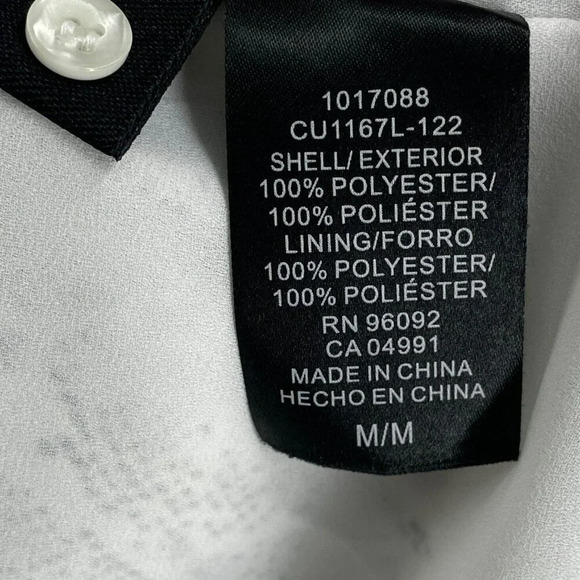 1017088
CU1167L-122
SHELL/ EXTERIOR
100% POLYESTER/
100% POLIÉSTER
LINING/FORRO
100% POLYESTER/
100% POLIÉSTER
RN 96092
CA 04991
MADE IN CHINA
HECHO EN CHINA
M/M